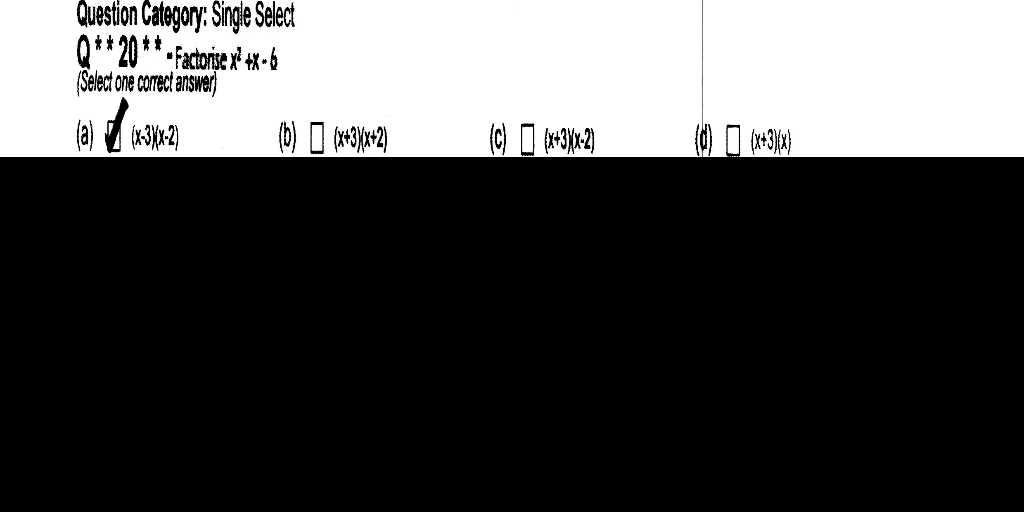 Question Category: Single Select
Q * * 20 * * - Factorise x² +x - 6
(Select one correct answer)
(a) (x-3)(x-2) (b) (x+3)(x+2) (c) (x+3)(x-2) (d) (x+3)(x)